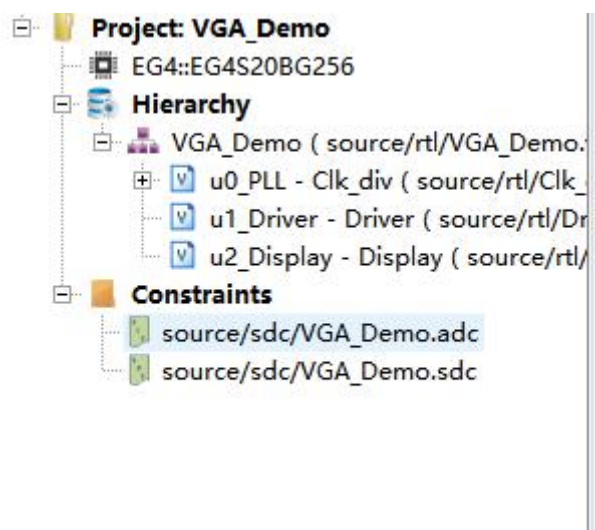 Project: VGA_Demo
EG4::EG4S20BG256
Hierarchy
VGA_Demo ( source/rtl/VGA_Demo.
u0_PLL - Clk_div ( source/rtl/Clk_
u1_Driver - Driver ( source/rtl/Dr
u2_Display - Display ( source/rtl/
Constraints
source/sdc/VGA_Demo.adc
source/sdc/VGA_Demo.sdc